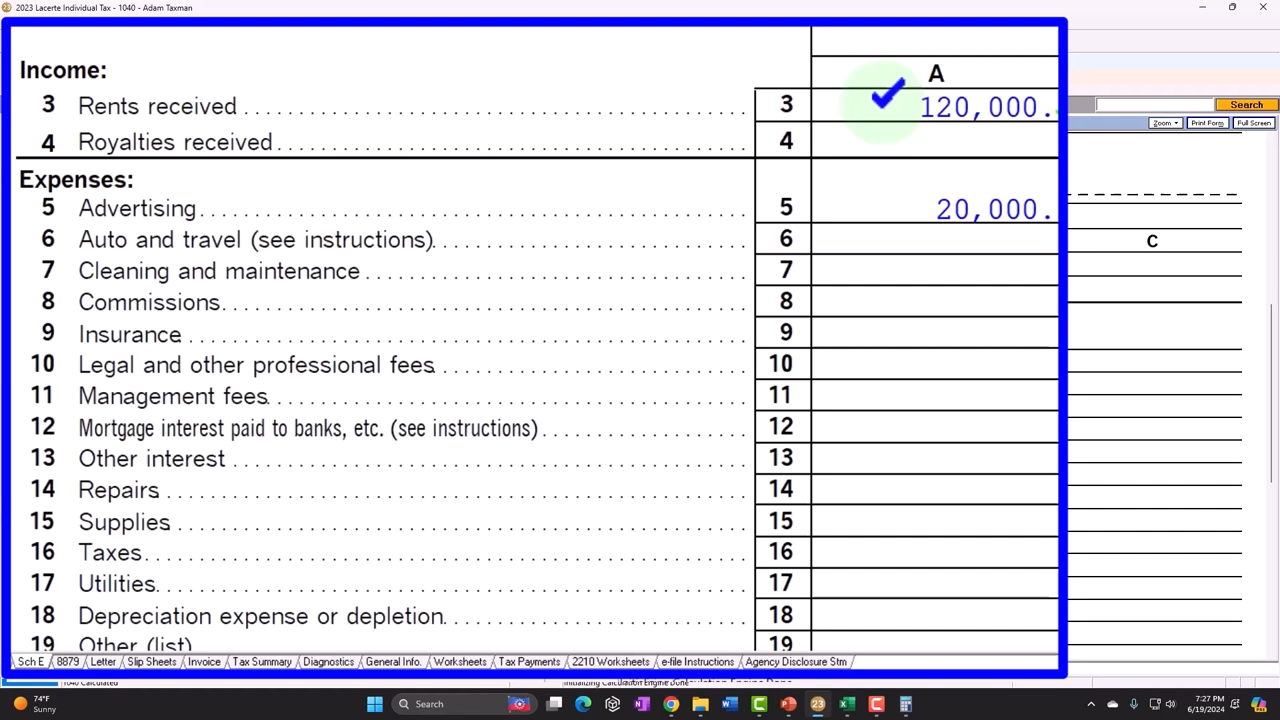 2023 Lacerte Individual Tax - 1040 - Adam Taxman
Search
Zoom
Print Form
Full Screen
Income:
A
3 Rents received 3 120,000.
4 Royalties received 4
Expenses:
5 Advertising 5 20,000.
6 Auto and travel (see instructions) 6
C
7 Cleaning and maintenance 7
8 Commissions 8
9 Insurance 9
10 Legal and other professional fees 10
11 Management fees 11
12 Mortgage interest paid to banks, etc. (see instructions) 12
13 Other interest 13
14 Repairs 14
15 Supplies 15
16 Taxes 16
17 Utilities 17
18 Depreciation expense or depletion 18
19 Other (list) 19
Sch E 8879 Letter Slip Sheets Invoice Tax Summary Diagnostics General Info. Worksheets Tax Payments 2210 Worksheets e-file Instructions Agency Disclosure Stm
1040 Calculated
74°F
Sunny
Search
23
7:27 PM
6/19/2024